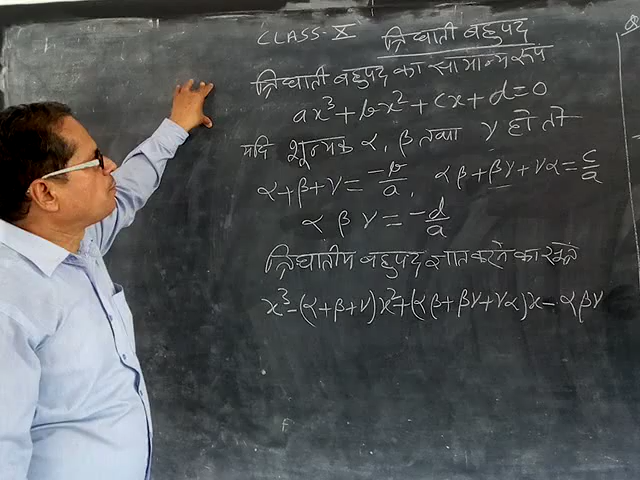 CLASS-X त्रिघाती बहुपद
त्रिघाती बहुपद का सामान्य रूप
ax³+bx²+cx+d=0
यदि शून्यक α, β तथा γ हो तो
α+β+γ=-b/a, αβ+βγ+γα=c/a
αβγ=-d/a
त्रिघातीय बहुपद ज्ञात करने का सूत्र
x³-(α+β+γ)x²+(αβ+βγ+γα)x-αβγ